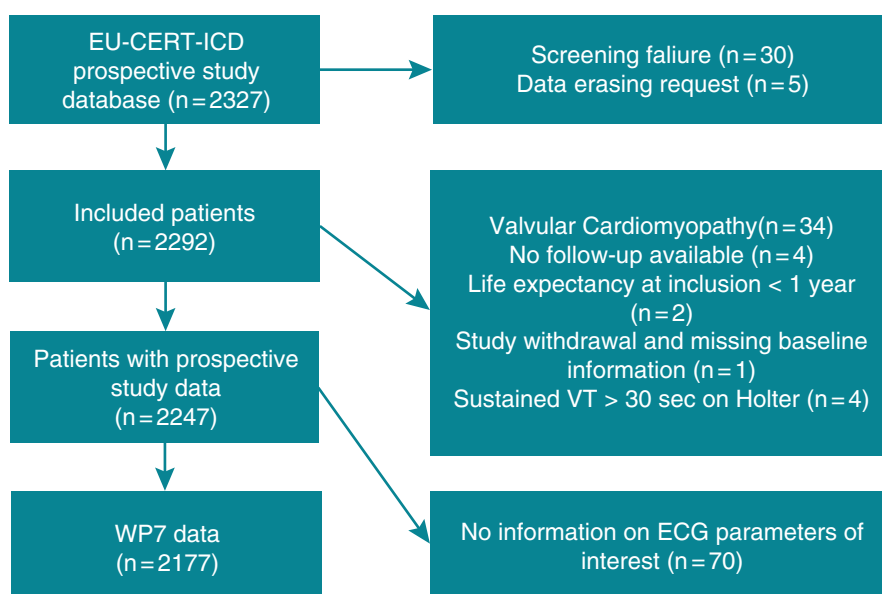 EU-CERT-ICD
prospective study
database (n=2327)
Screening faliure (n=30)
Data erasing request (n=5)
Included patients
(n=2292)
Valvular Cardiomyopathy(n=34)
No follow-up available (n=4)
Life expectancy at inclusion < 1 year
(n=2)
Study withdrawal and missing baseline
information (n=1)
Sustained VT > 30 sec on Holter (n=4)
Patients with prospective
study data
(n=2247)
WP7 data
(n=2177)
No information on ECG parameters of
interest (n=70)